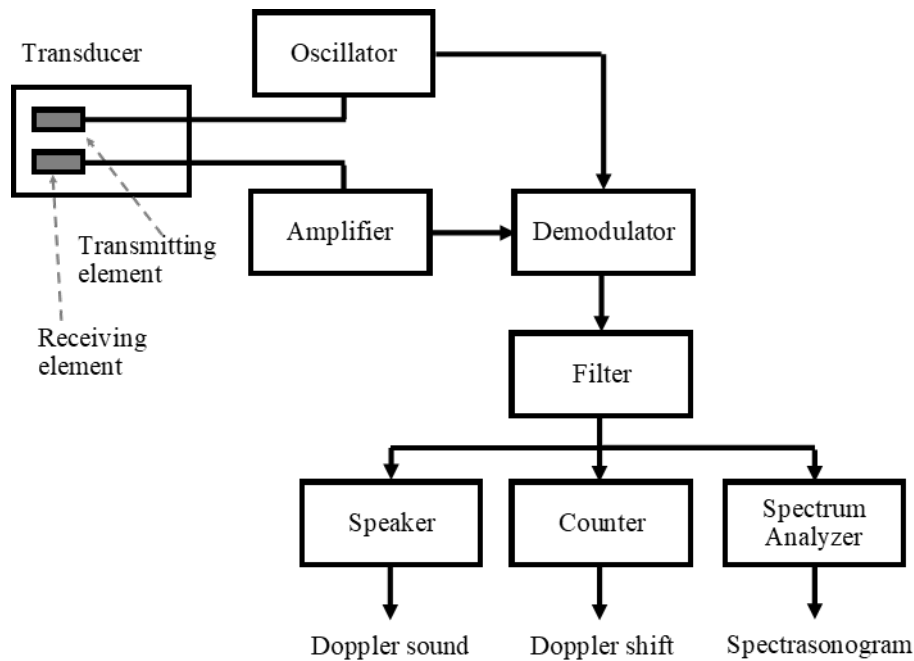 Transducer
Oscillator
Amplifier
Demodulator
Transmitting
element
Receiving
element
Filter
Speaker
Counter
Spectrum
Analyzer
Doppler sound
Doppler shift
Spectrasonogram